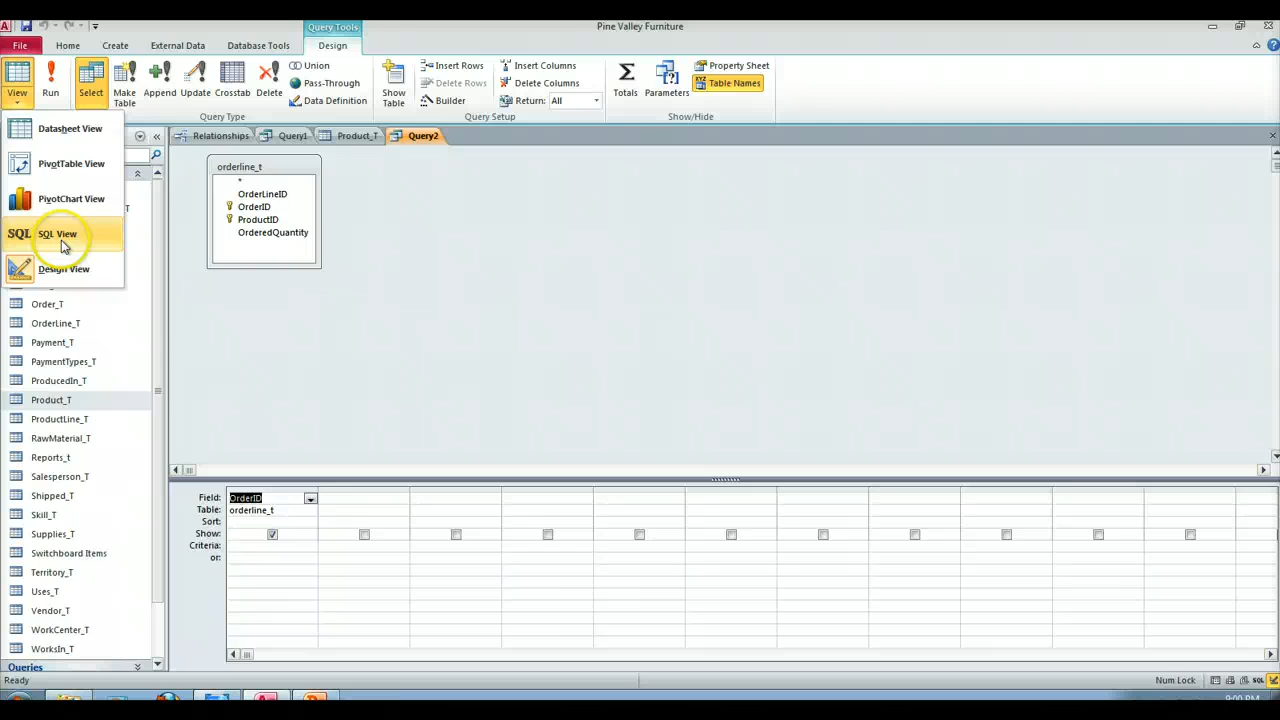 Query Tools
Pine Valley Furniture
File Home Create External Data Database Tools Design
View
Run
Select
Make Table
Append
Update
Crosstab
Delete
Union
Pass-Through
Data Definition
Query Type
Show Table
Insert Rows
Delete Rows
Builder
Insert Columns
Delete Columns
Return: All
Query Setup
Totals
Parameters
Property Sheet
Table Names
Show/Hide
Datasheet View
PivotTable View
PivotChart View
SQL SQL View
Design View
Relationships Query1 Product_T Query2
orderline_t
*
OrderLineID
OrderID
ProductID
OrderedQuantity
Order_T
OrderLine_T
Payment_T
PaymentTypes_T
ProducedIn_T
Product_T
ProductLine_T
RawMaterial_T
Reports_t
Salesperson_T
Shipped_T
Skill_T
Supplies_T
Switchboard Items
Territory_T
Uses_T
Vendor_T
WorkCenter_T
WorksIn_T
Queries
Field: OrderID
Table: orderline_t
Sort:
Show:
Criteria:
or:
Ready
Num Lock
SQL
9:00 PM